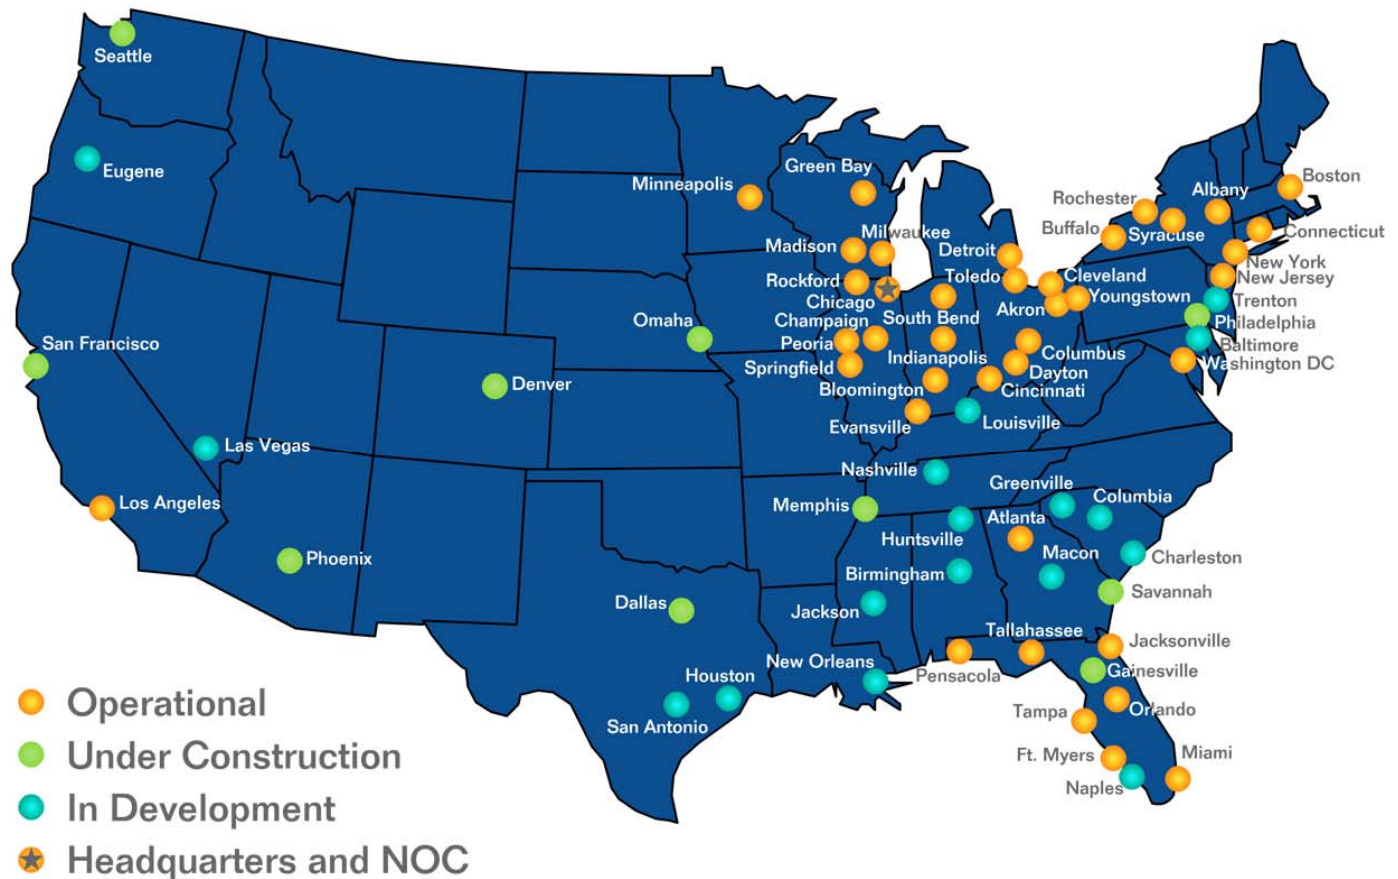 Seattle
Eugene
Green Bay
Minneapolis
Boston
Albany
Rochester
Buffalo
Syracuse
Connecticut
Milwaukee
Madison
Detroit
New York
Toledo
Cleveland
New Jersey
Rockford
Chicago
Akron
Youngstown
Trenton
South Bend
Champaign
Omaha
Philadelphia
San Francisco
Peoria
Baltimore
Indianapolis
Columbus
Washington DC
Springfield
Dayton
Denver
Bloomington
Cincinnati
Evansville
Louisville
Las Vegas
Nashville
Greenville
Columbia
Los Angeles
Memphis
Atlanta
Huntsville
Macon
Charleston
Phoenix
Birmingham
Savannah
Dallas
Jackson
Tallahassee
Jacksonville
New Orleans
Gainesville
Houston
Pensacola
Operational
Orlando
Tampa
San Antonio
Under Construction
Ft. Myers
Miami
Naples
In Development
Headquarters and NOC